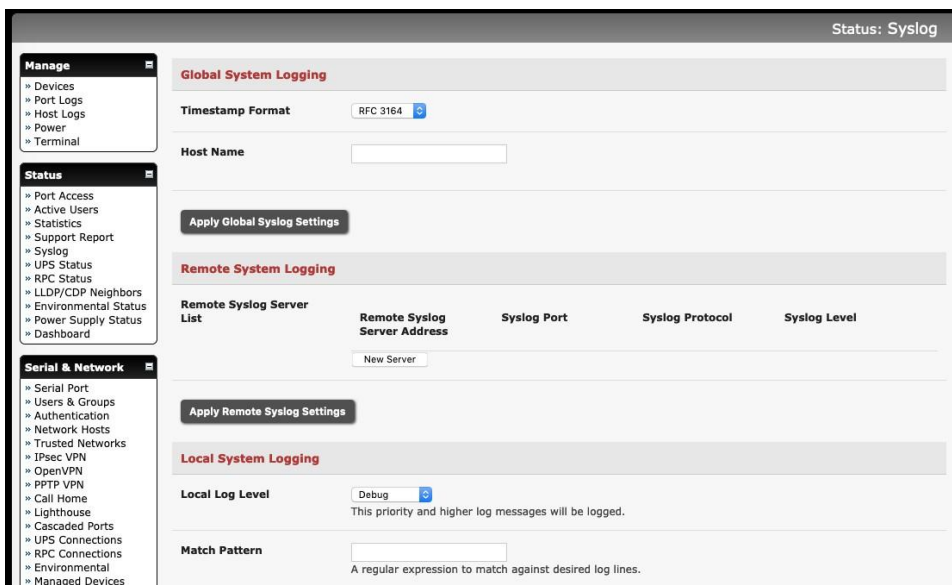 Status: Syslog
Manage
» Devices
» Port Logs
» Host Logs
» Power
» Terminal
Status
» Port Access
» Active Users
» Statistics
» Support Report
» Syslog
» UPS Status
» RPC Status
» LLDP/CDP Neighbors
» Environmental Status
» Power Supply Status
» Dashboard
Serial & Network
» Serial Port
» Users & Groups
» Authentication
» Network Hosts
» Trusted Networks
» IPsec VPN
» OpenVPN
» PPTP VPN
» Call Home
» Lighthouse
» Cascaded Ports
» UPS Connections
» RPC Connections
» Environmental
» Managed Devices
Global System Logging
Timestamp Format RFC 3164
Host Name
Apply Global Syslog Settings
Remote System Logging
Remote Syslog Server
List
Remote Syslog
Server Address
Syslog Port
Syslog Protocol
Syslog Level
New Server
Apply Remote Syslog Settings
Local System Logging
Local Log Level Debug
This priority and higher log messages will be logged.
Match Pattern
A regular expression to match against desired log lines.